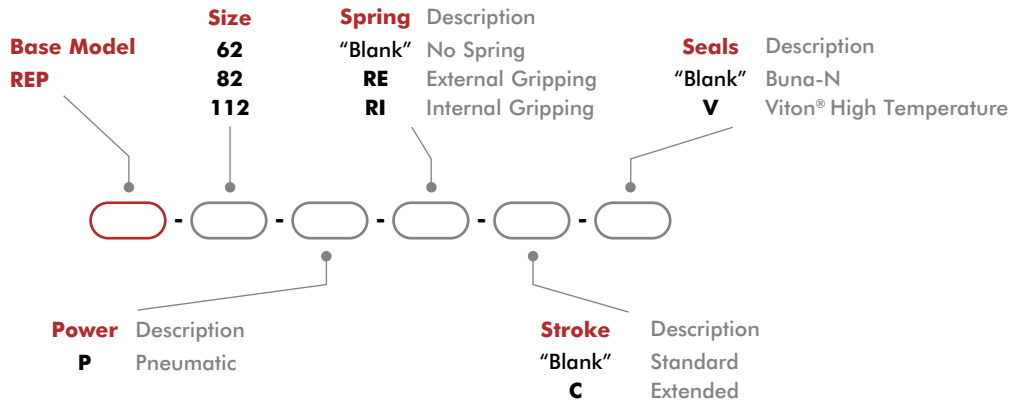 Size
Spring Description
Base Model
62
“Blank” No Spring
Seals Description
REP
82
RE External Gripping
“Blank” Buna-N
112
RI Internal Gripping
V Viton® High Temperature
- - - - -
Power Description
Stroke Description
P Pneumatic
“Blank” Standard
C Extended